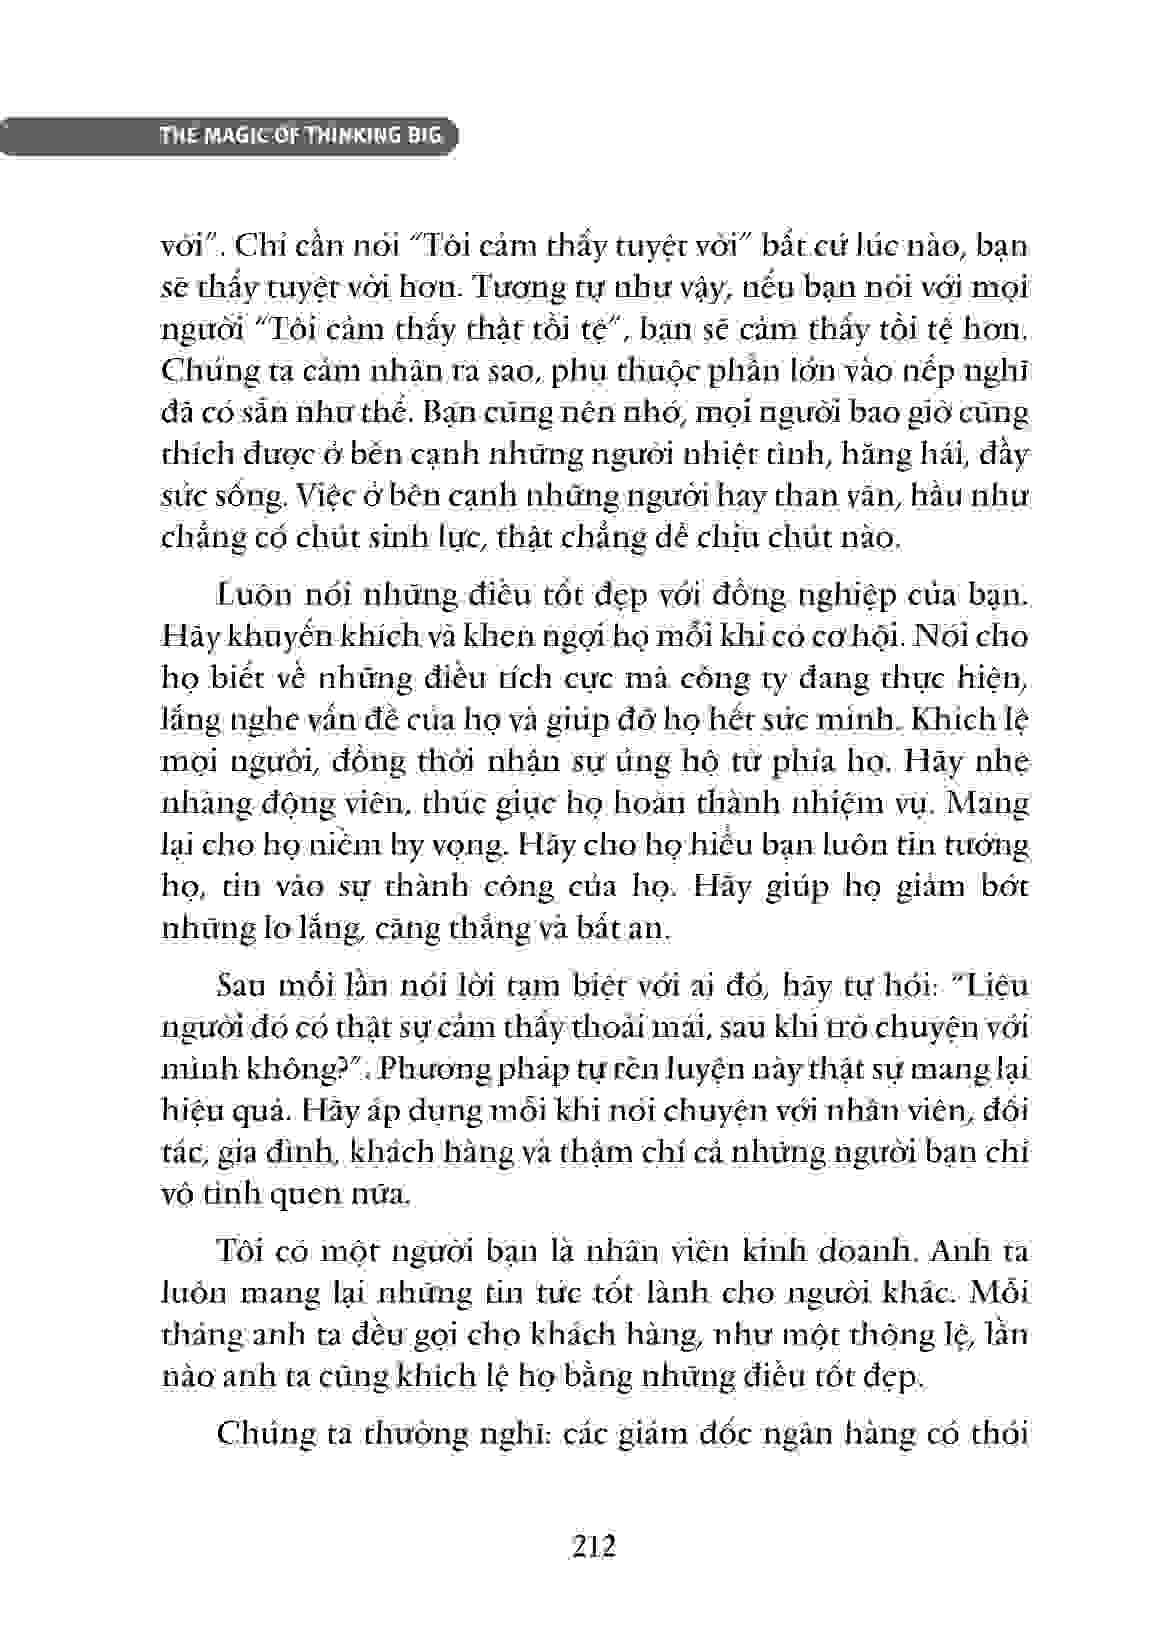 THE MAGIC OF THINKING BIG
vời”. Chỉ cần nói “Tôi cảm thấy tuyệt vời” bất cứ lúc nào, bạn
sẽ thấy tuyệt vời hơn. Tương tự như vậy, nếu bạn nói với mọi
người “Tôi cảm thấy thật tồi tệ”, bạn sẽ cảm thấy tồi tệ hơn.
Chúng ta cảm nhận ra sao, phụ thuộc phần lớn vào nếp nghĩ
đã có sẵn như thế. Bạn cũng nên nhớ, mọi người bao giờ cũng
thích được ở bên cạnh những người nhiệt tình, hăng hái, đầy
sức sống. Việc ở bên cạnh những người hay than vãn, hầu như
chẳng có chút sinh lực, thật chẳng dễ chịu chút nào.
Luôn nói những điều tốt đẹp với đồng nghiệp của bạn.
Hãy khuyến khích và khen ngợi họ mỗi khi có cơ hội. Nói cho
họ biết về những điều tích cực mà công ty đang thực hiện,
lắng nghe vấn đề của họ và giúp đỡ họ hết sức mình. Khích lệ
mọi người, đồng thời nhận sự ủng hộ từ phía họ. Hãy nhẹ
nhàng động viên, thúc giục họ hoàn thành nhiệm vụ. Mang
lại cho họ niềm hy vọng. Hãy cho họ hiểu bạn luôn tin tưởng
họ, tin vào sự thành công của họ. Hãy giúp họ giảm bớt
những lo lắng, căng thẳng và bất an.
Sau mỗi lần nói lời tạm biệt với ai đó, hãy tự hỏi: “Liệu
người đó có thật sự cảm thấy thoải mái, sau khi trò chuyện với
mình không?”. Phương pháp tự rèn luyện này thật sự mang lại
hiệu quả. Hãy áp dụng mỗi khi nói chuyện với nhân viên, đối
tác, gia đình, khách hàng và thậm chí cả những người bạn chỉ
vô tình quen nữa.
Tôi có một người bạn là nhân viên kinh doanh. Anh ta
luôn mang lại những tin tức tốt lành cho người khác. Mỗi
tháng anh ta đều gọi cho khách hàng, như một thông lệ, lần
nào anh ta cũng khích lệ họ bằng những điều tốt đẹp.
Chúng ta thường nghĩ: các giám đốc ngân hàng có thói
212